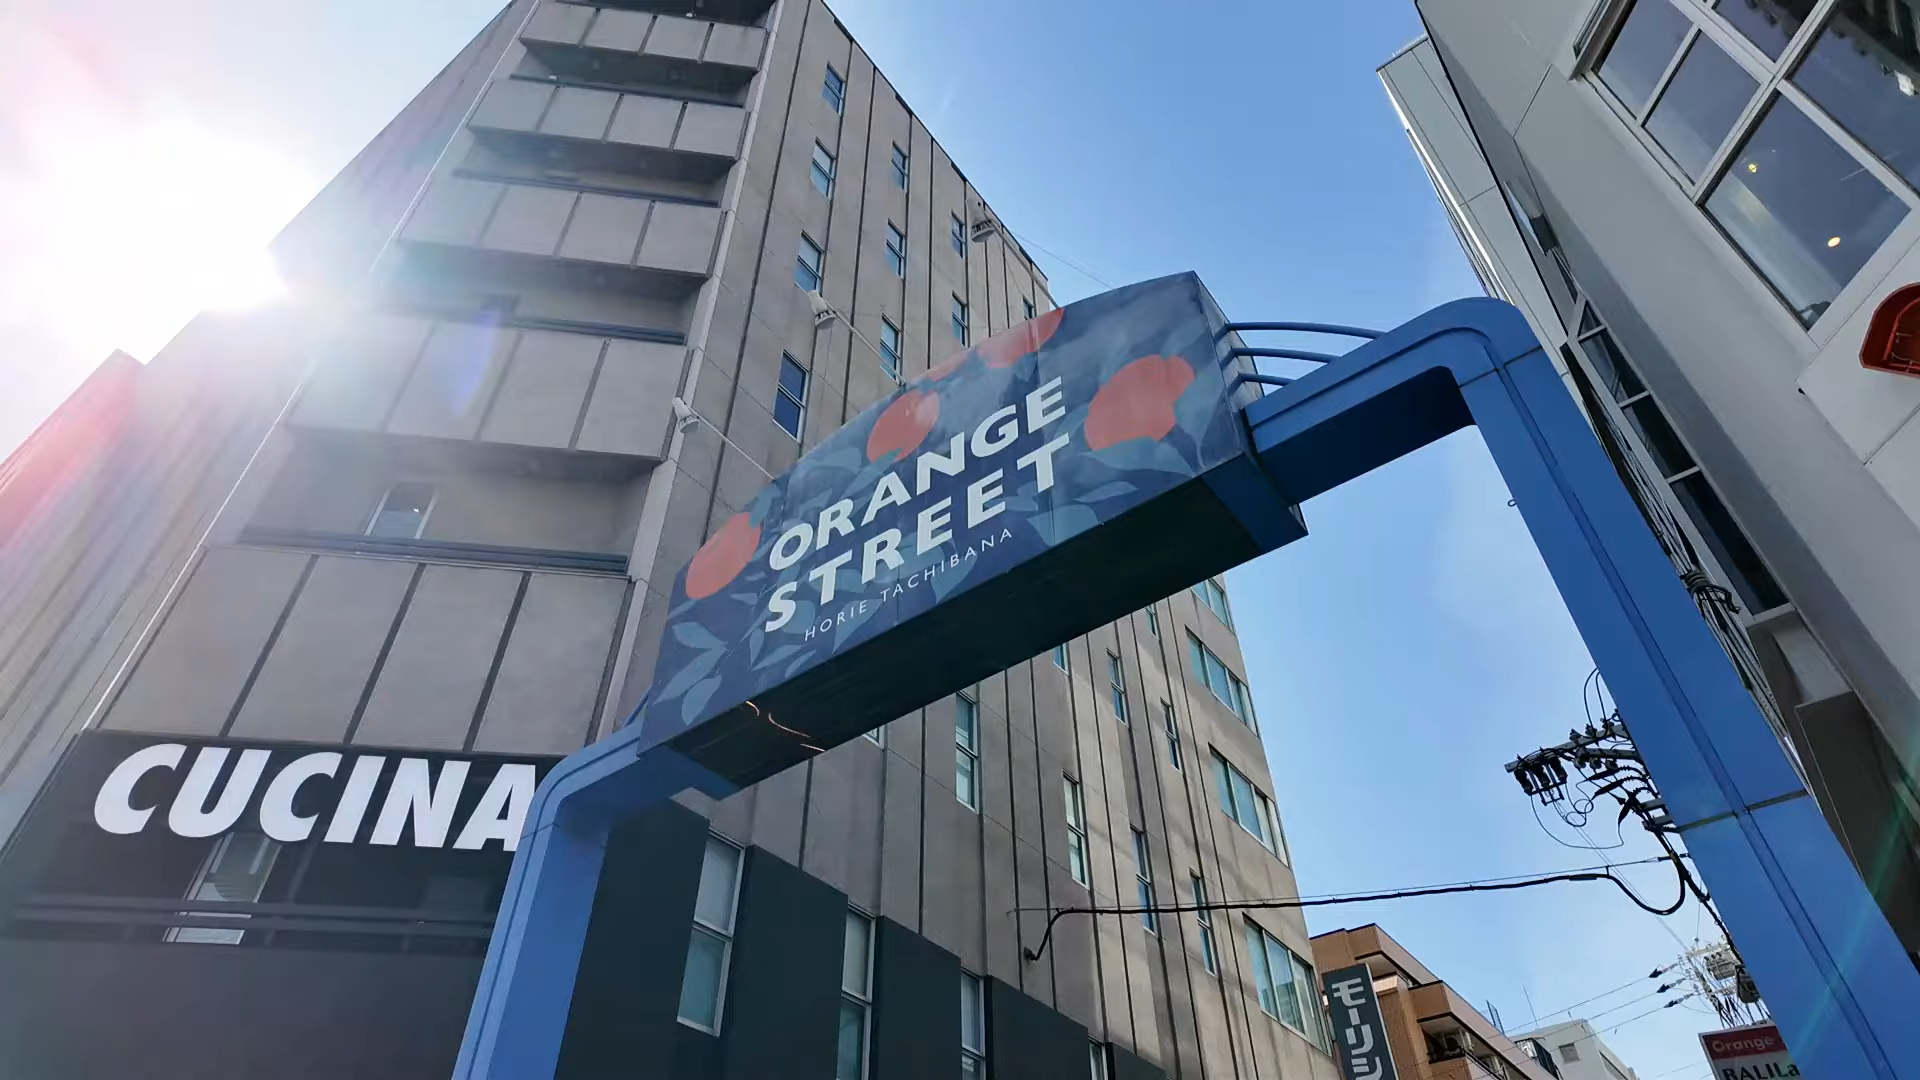 ORANGE
STREET
HORIE TACHIBANA
CUCINA
モーリシ
Orange
BALILa